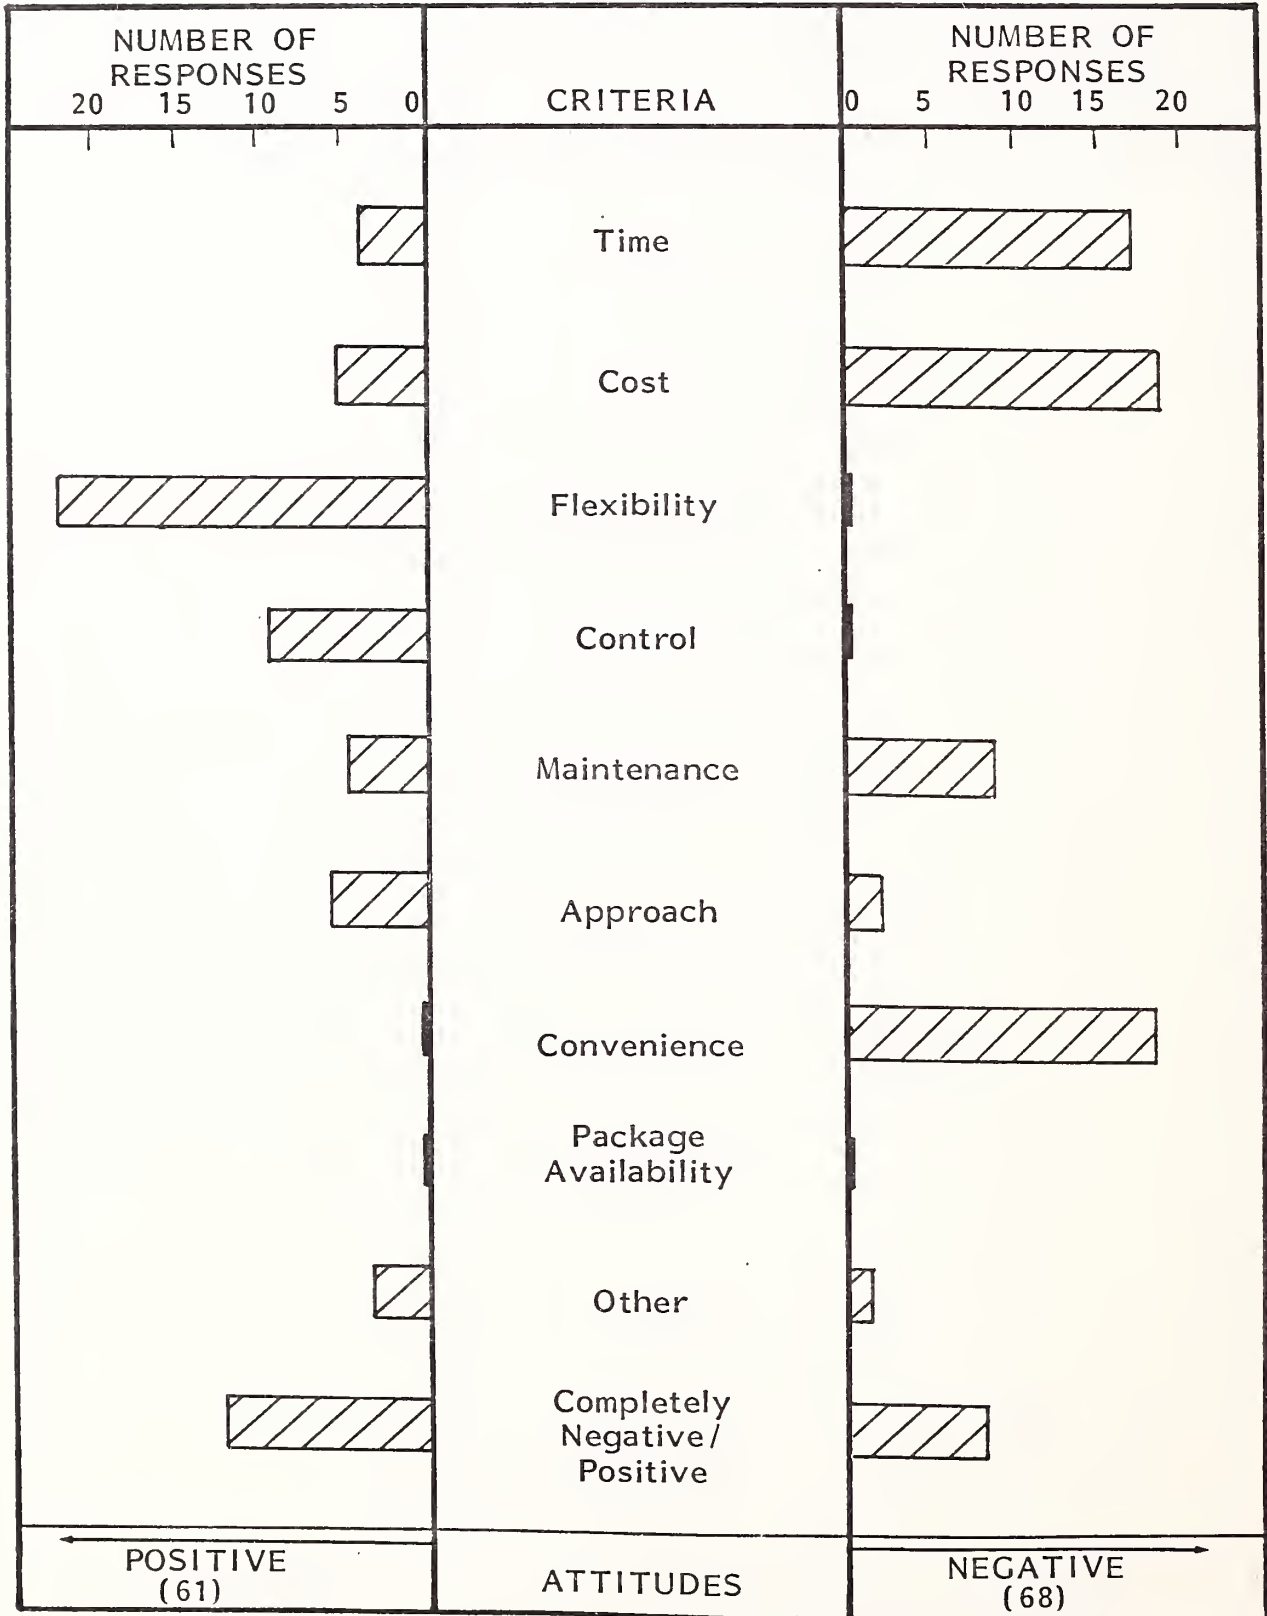 NUMBER OF
RESPONSES
20 15 10 5 0
CRITERIA
NUMBER OF
RESPONSES
0 5 10 15 20
Time
Cost
Flexibility
Control
Maintenance
Approach
Convenience
Package
Availability
Other
Completely
Negative/
Positive
POSITIVE
(61)
ATTITUDES
NEGATIVE
(68)